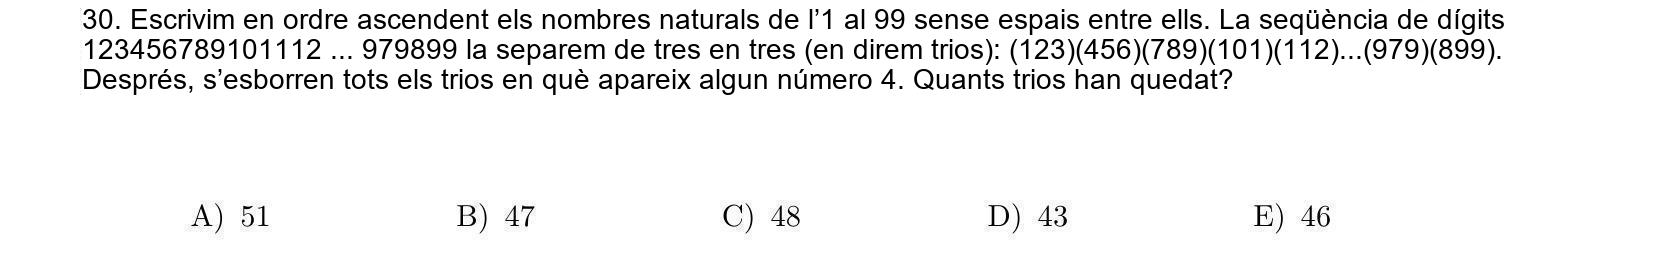 30. Escrivim en ordre ascendent els nombres naturals de l’1 al 99 sense espais entre ells. La seqüència de dígits
123456789101112 ... 979899 la separem de tres en tres (en direm trios): (123)(456)(789)(101)(112)...(979)(899).
Després, s’esborren tots els trios en què apareix algun número 4. Quants trios han quedat?
A) 51 B) 47 C) 48 D) 43 E) 46